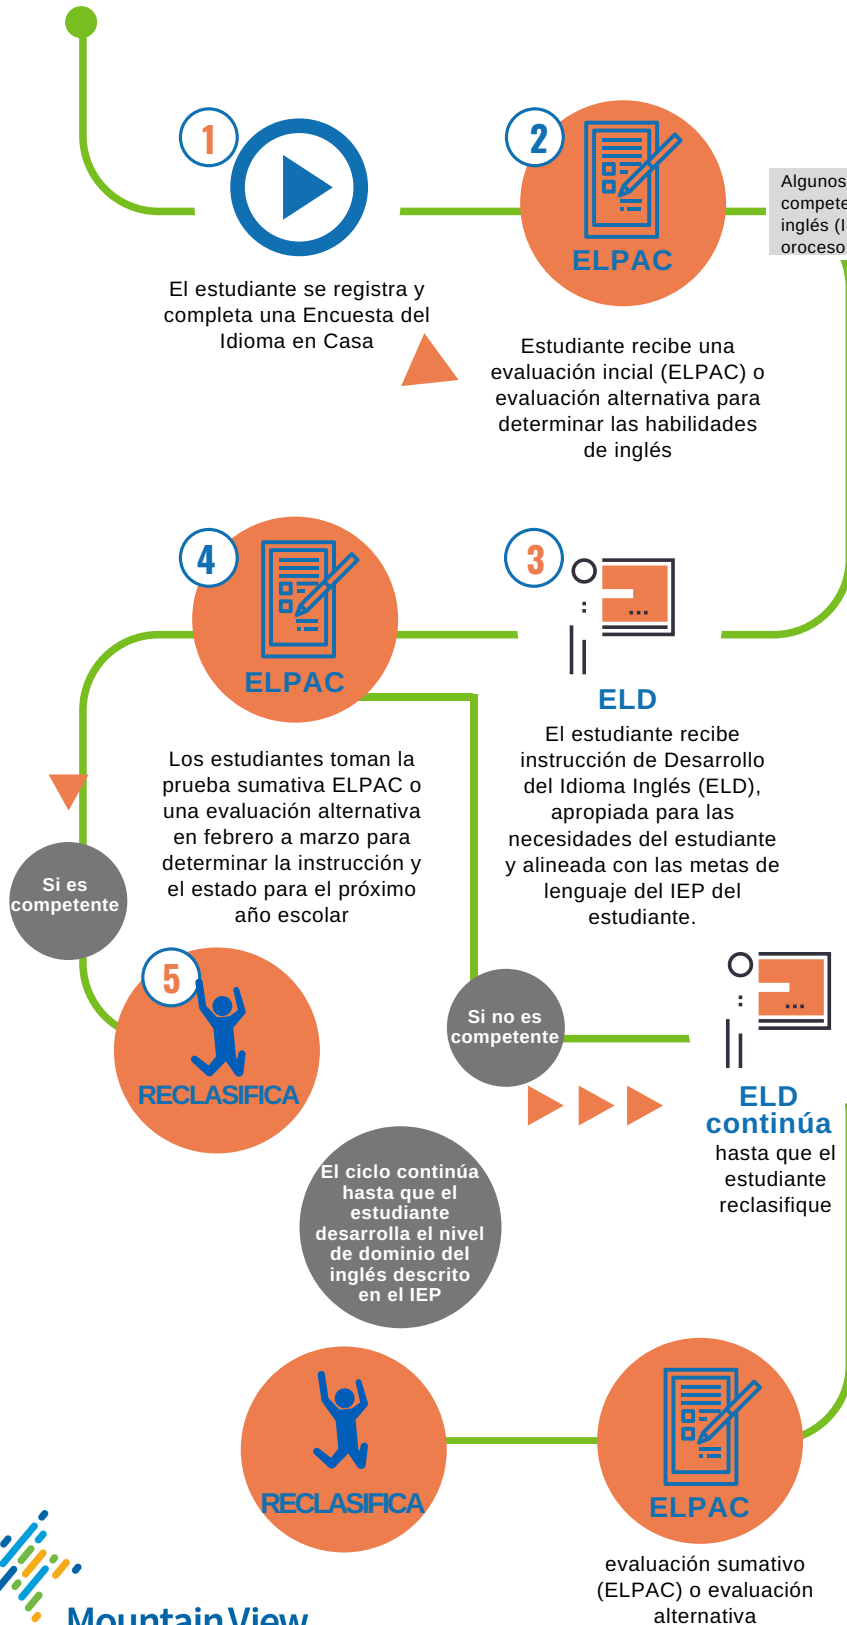 1
El estudiante se registra y
completa una Encuesta del
Idioma en Casa
2
ELPAC
Estudiante recibe una
evaluación incial (ELPAC) o
evaluación alternativa para
determinar las habilidades
de inglés
Algunos
compete
inglés (I
oroceso
3
ELD
El estudiante recibe
instrucción de Desarrollo
del Idioma Inglés (ELD),
apropiada para las
necesidades del estudiante
y alineada con las metas de
lenguaje del IEP del
estudiante.
4
ELPAC
Los estudiantes toman la
prueba sumativa ELPAC o
una evaluación alternativa
en febrero a marzo para
determinar la instrucción y
el estado para el próximo
año escolar
Si es
competente
5
RECLASIFICA
Si no es
competente
ELD
continúa
hasta que el
estudiante
reclasifique
El ciclo continúa
hasta que el
estudiante
desarrolla el nivel
de dominio del
inglés descrito
en el IEP
RECLASIFICA
ELPAC
evaluación sumativo
(ELPAC) o evaluación
alternativa
Mountain View